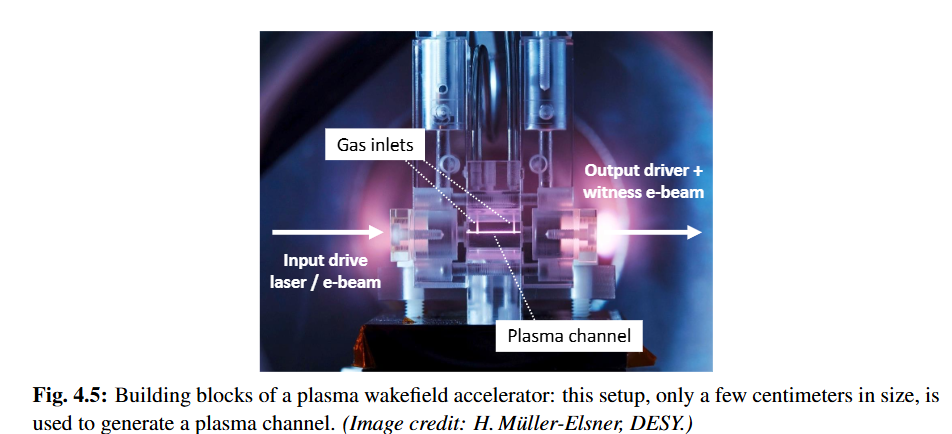 Gas inlets
Output driver +
witness e-beam
Input drive
laser / e-beam
Plasma channel
Fig. 4.5: Building blocks of a plasma wakefield accelerator: this setup, only a few centimeters in size, is
used to generate a plasma channel. (Image credit: H. Müller-Elsner, DESY.)